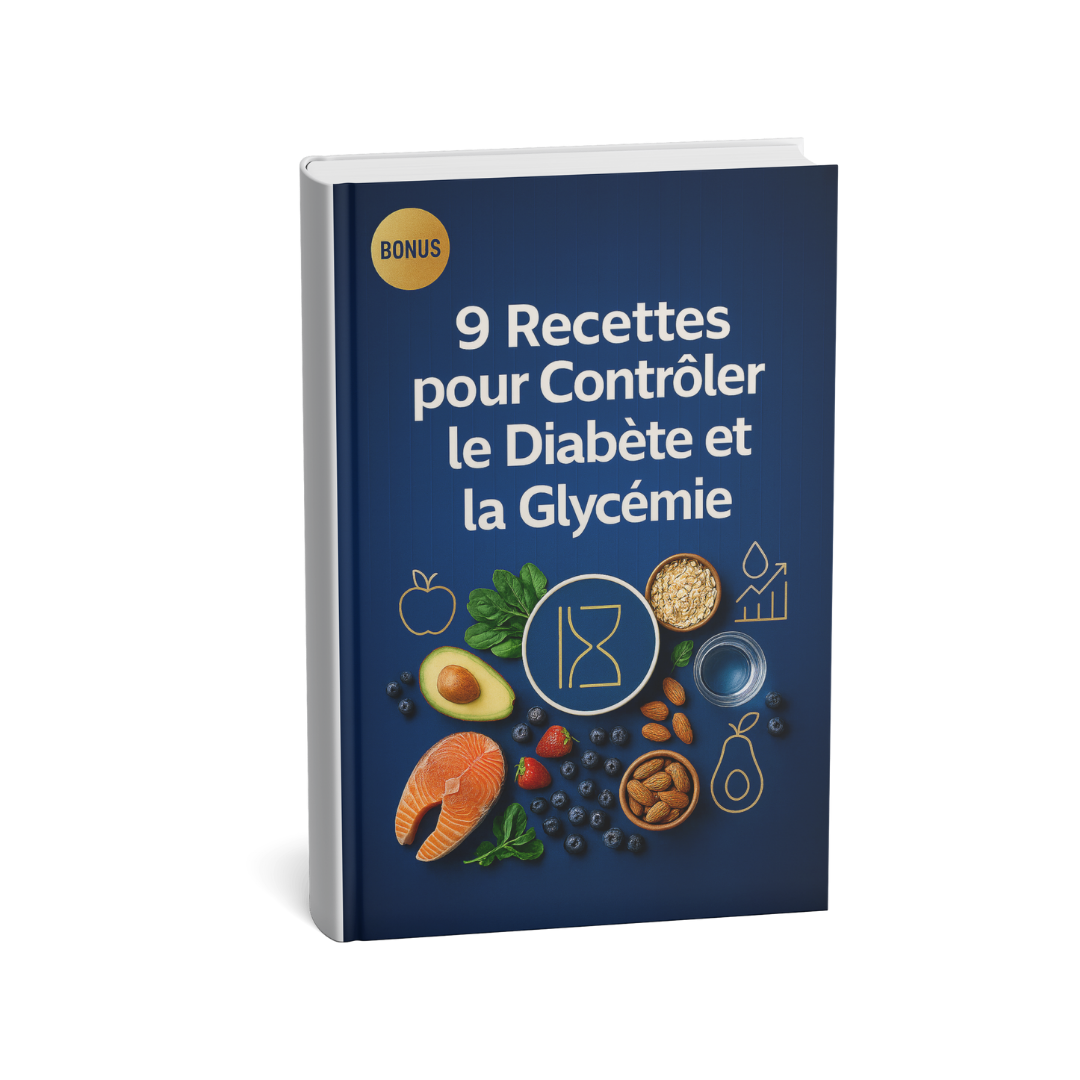 BONUS
9 Recettes
pour Contrôler
le Diabète et
la Glycémie